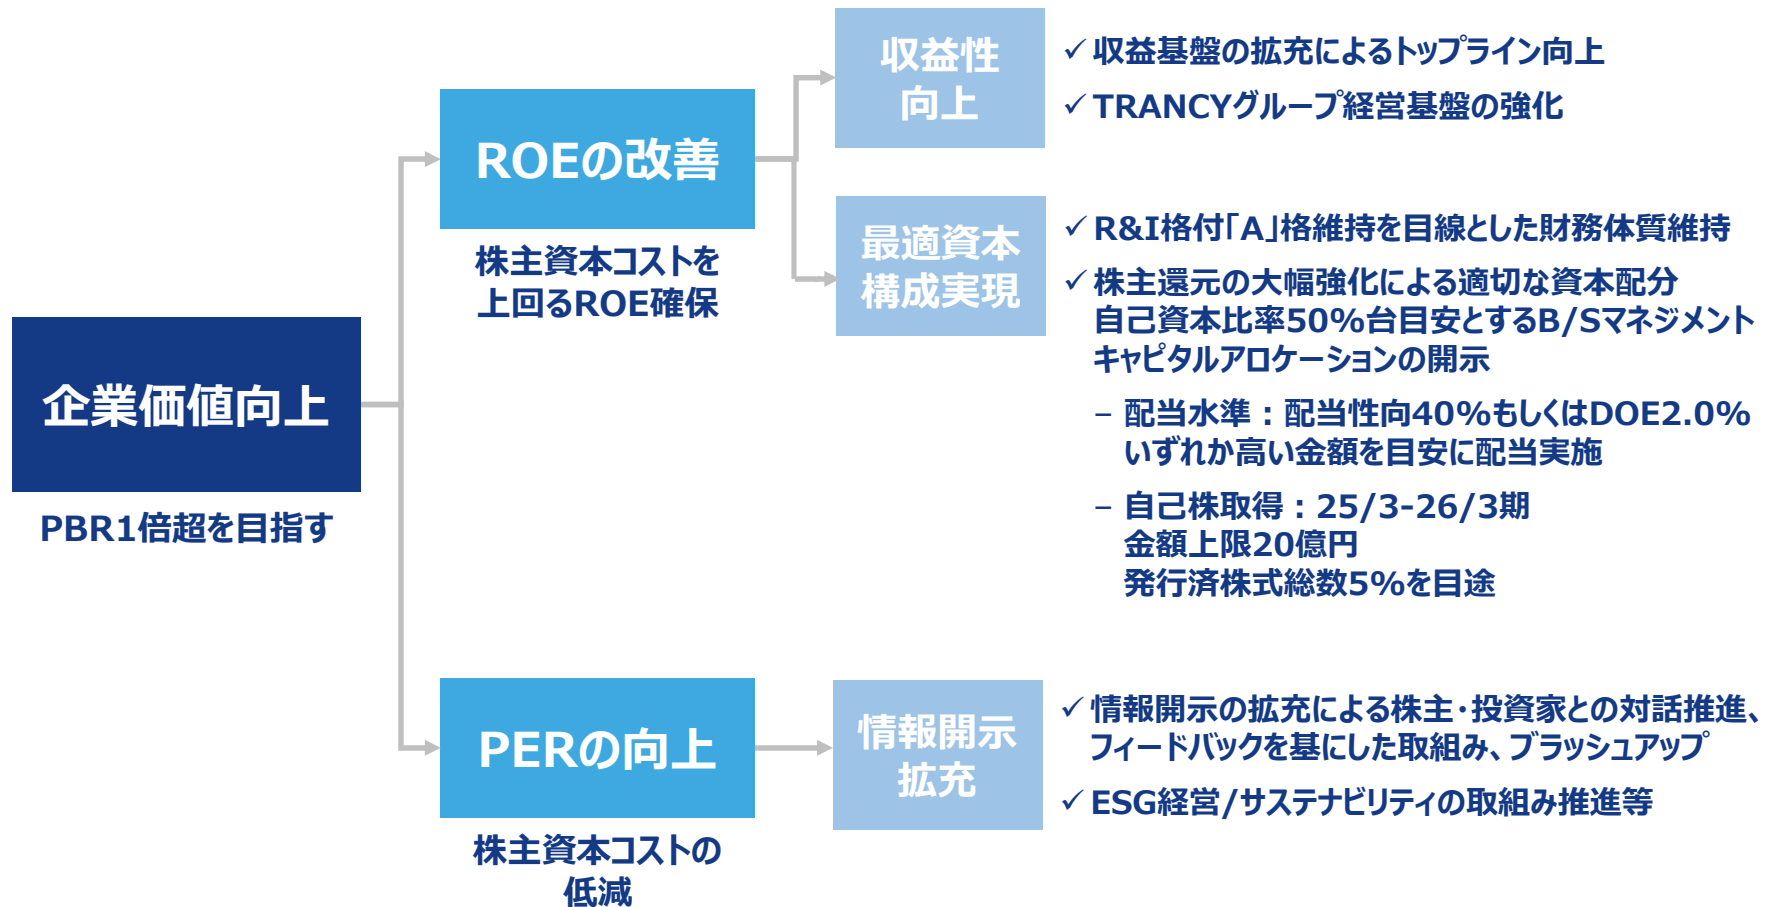 企業価値向上
PBR1倍超を目指す
ROEの改善
株主資本コストを
上回るROE確保
収益性
向上
✓ 収益基盤の拡充によるトップライン向上
✓ TRANCYグループ経営基盤の強化
最適資本
構成実現
✓ R&I格付「A」格維持を目線とした財務体質維持
✓ 株主還元の大幅強化による適切な資本配分
自己資本比率50%台目安とするB/Sマネジメント
キャピタルアロケーションの開示
– 配当水準：配当性向40%もしくはDOE2.0%
いずれか高い金額を目安に配当実施
– 自己株取得：25/3-26/3期
金額上限20億円
発行済株式総数5%を目途
PERの向上
株主資本コストの
低減
情報開示
拡充
✓ 情報開示の拡充による株主・投資家との対話推進、
フィードバックを基にした取組み、ブラッシュアップ
✓ ESG経営/サステナビリティの取組み推進等